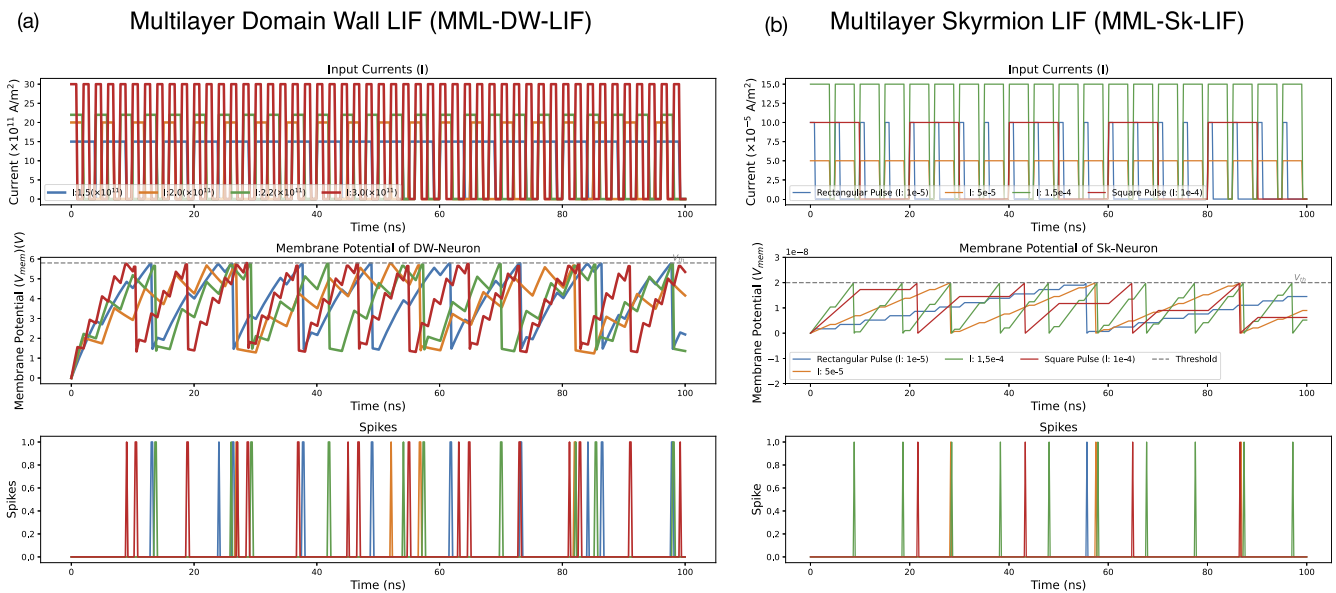 (a) Multilayer Domain Wall LIF (MML-DW-LIF)
Input Currents (I)
Current (×10¹¹ A/m²)
30
25
20
15
10
5
0
I:1,5(×10¹¹) I:2,0(×10¹¹) I:2,2(×10¹¹) I:3,0(×10¹¹)
0 20 40 60 80 100
Time (ns)
Membrane Potential of DW-Neuron
Membrane Potential (Vmem)(V)
6
5
4
3
2
1
0
Vth
0 20 40 60 80 100
Time (ns)
Spikes
Spikes
1,0
0,8
0,6
0,4
0,2
0,0
0 20 40 60 80 100
Time (ns)
(b) Multilayer Skyrmion LIF (MML-Sk-LIF)
Input Currents (I)
Current (×10⁻⁵ A/m²)
15,0
12,5
10,0
7,5
5,0
2,5
0,0
Rectangular Pulse (I: 1e-5) I: 5e-5 I: 1,5e-4 Square Pulse (I: 1e-4)
0 20 40 60 80 100
Time (ns)
Membrane Potential of Sk-Neuron
1e-8
Membrane Potential (Vmem)
3
2
1
0
−1
−2
Vth
Rectangular Pulse (I: 1e-5) I: 1,5e-4 Square Pulse (I: 1e-4) Threshold
I: 5e-5
0 20 40 60 80 100
Time (ns)
Spikes
Spike
1,0
0,8
0,6
0,4
0,2
0,0
0 20 40 60 80 100
Time (ns)